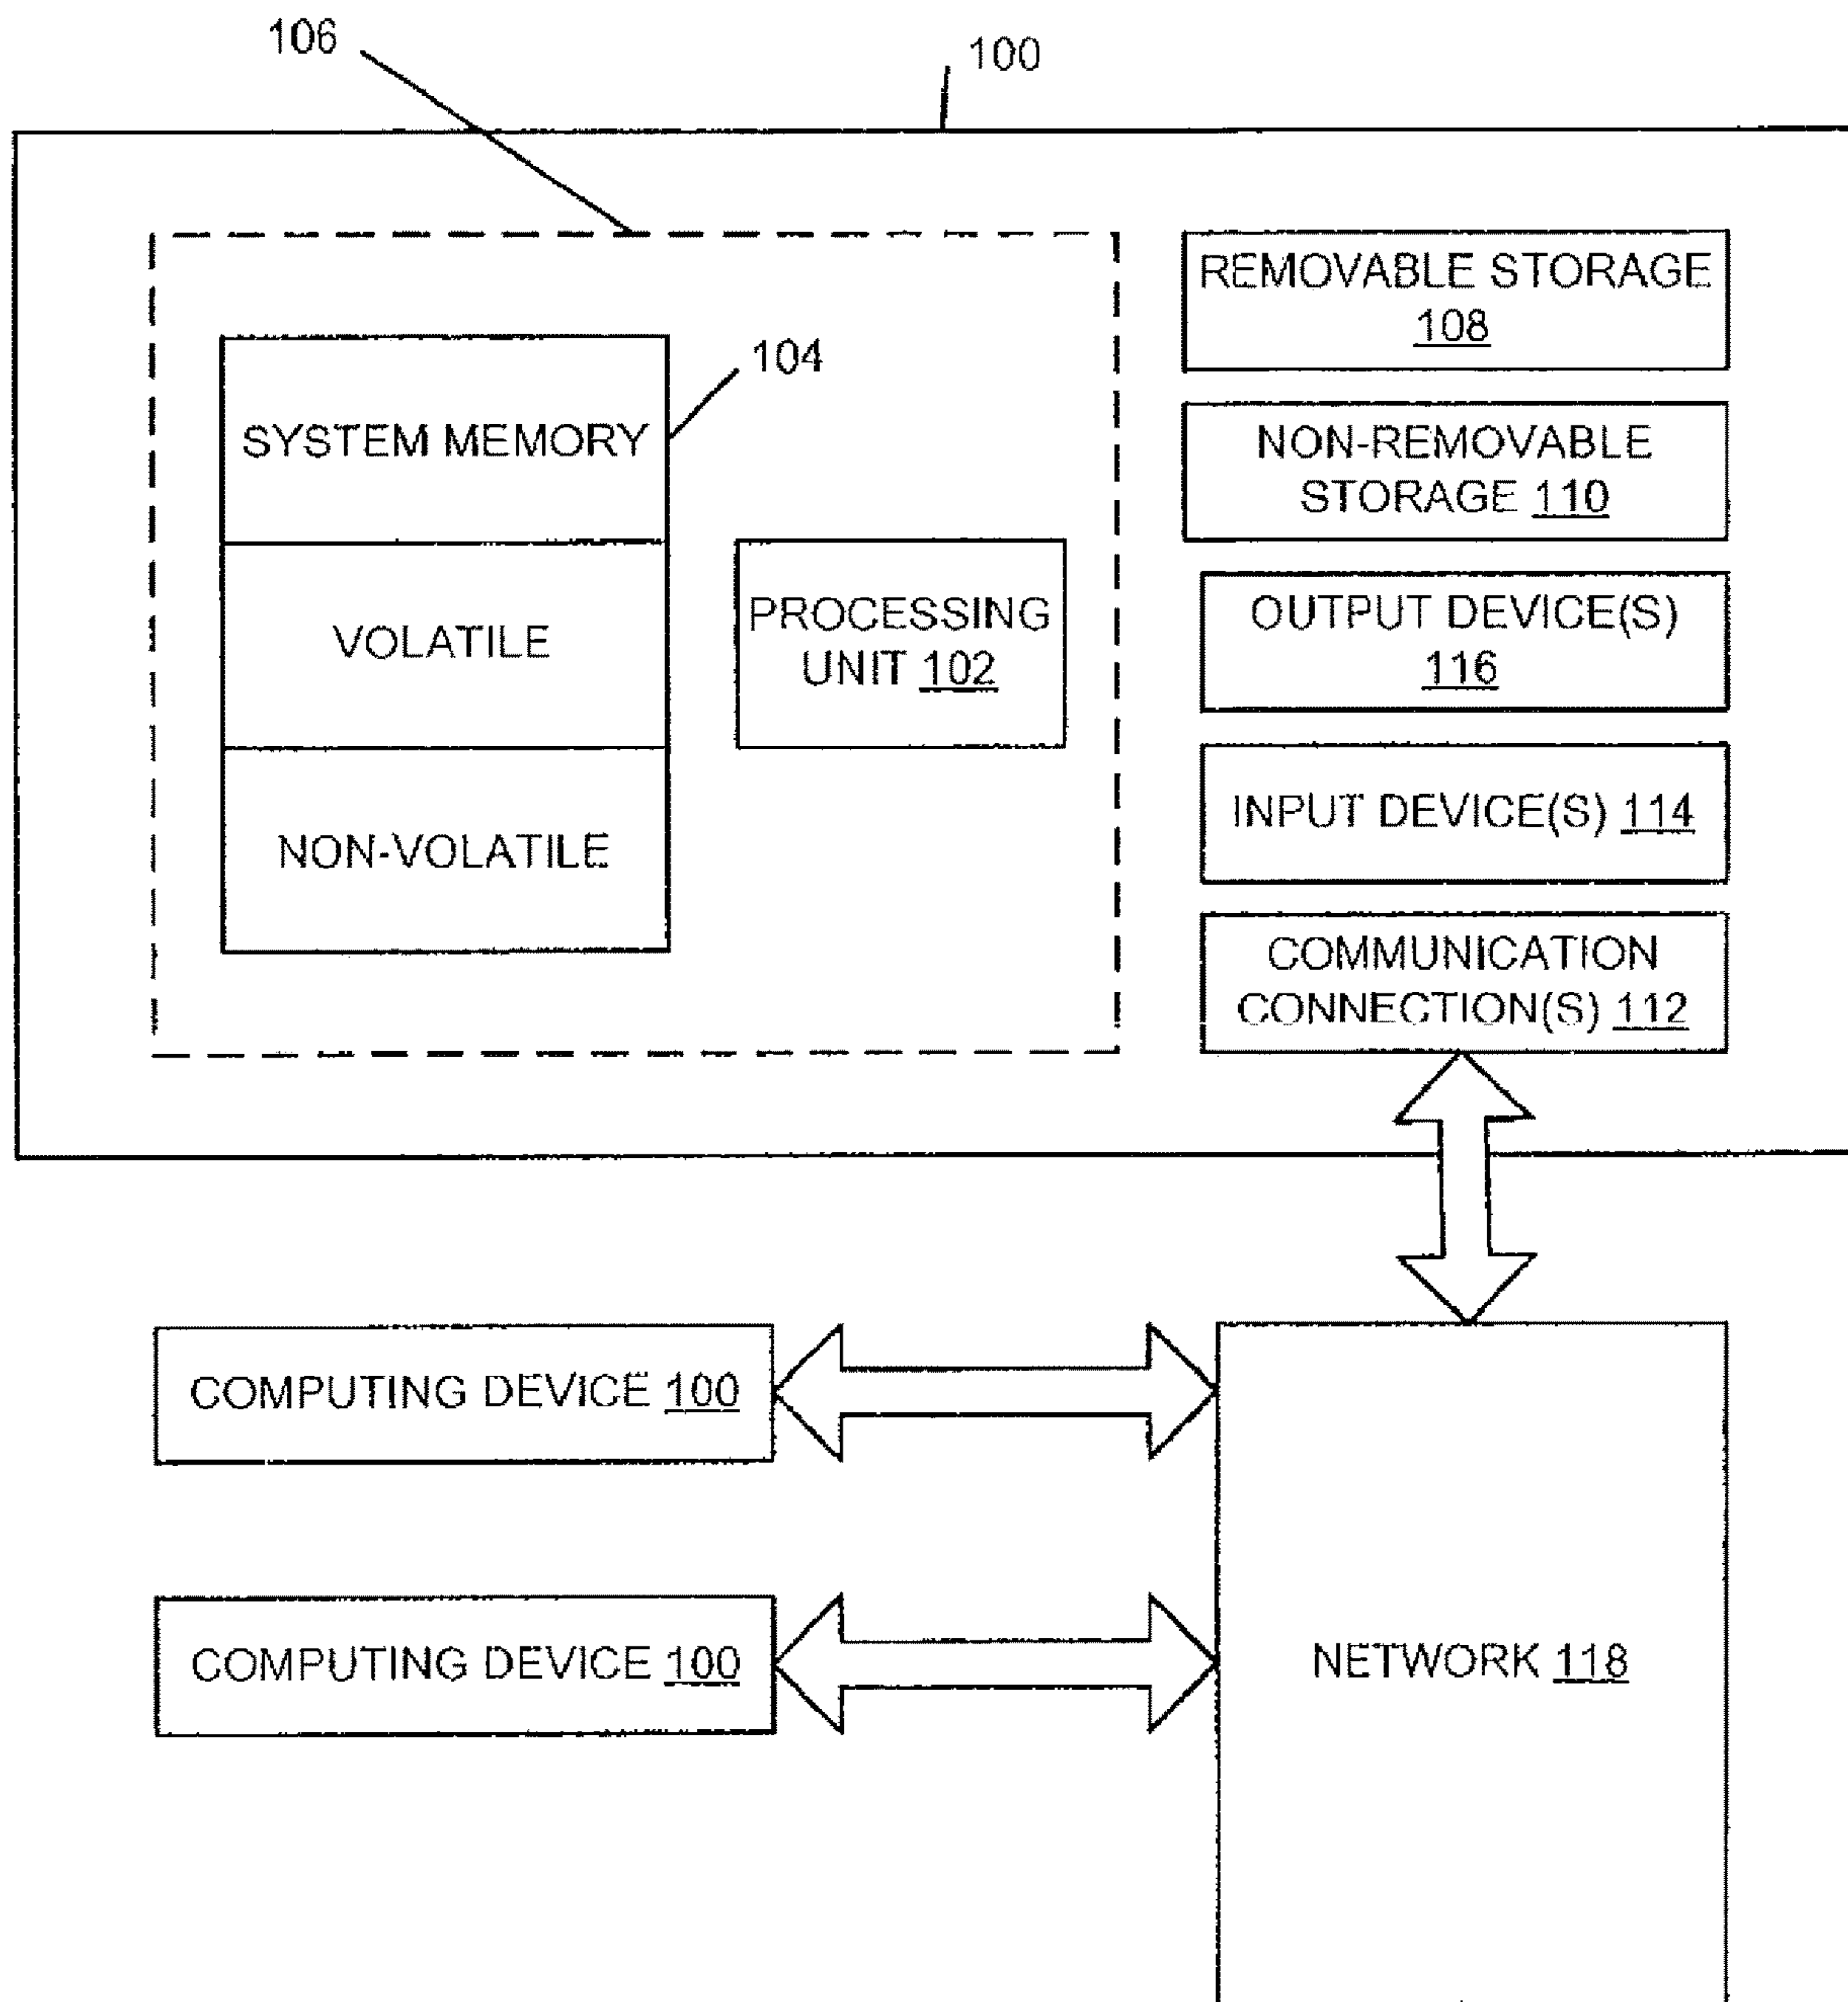 106
100
REMOVABLE STORAGE
108
104
SYSTEM MEMORY
NON-REMOVABLE
STORAGE 110
VOLATILE
PROCESSING
UNIT 102
OUTPUT DEVICE(S)
116
NON-VOLATILE
INPUT DEVICE(S) 114
COMMUNICATION
CONNECTION(S) 112
COMPUTING DEVICE 100
COMPUTING DEVICE 100
NETWORK 118